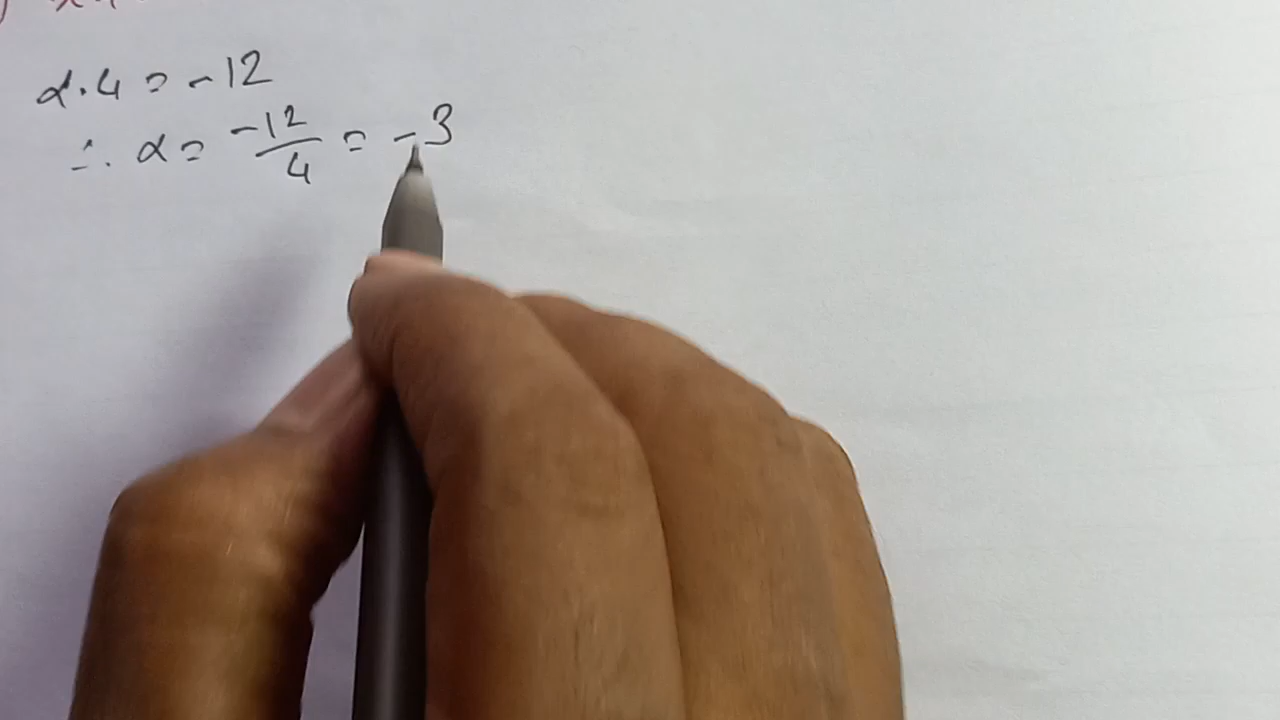 α.4 = -12
∴ α = -12/4 = -3